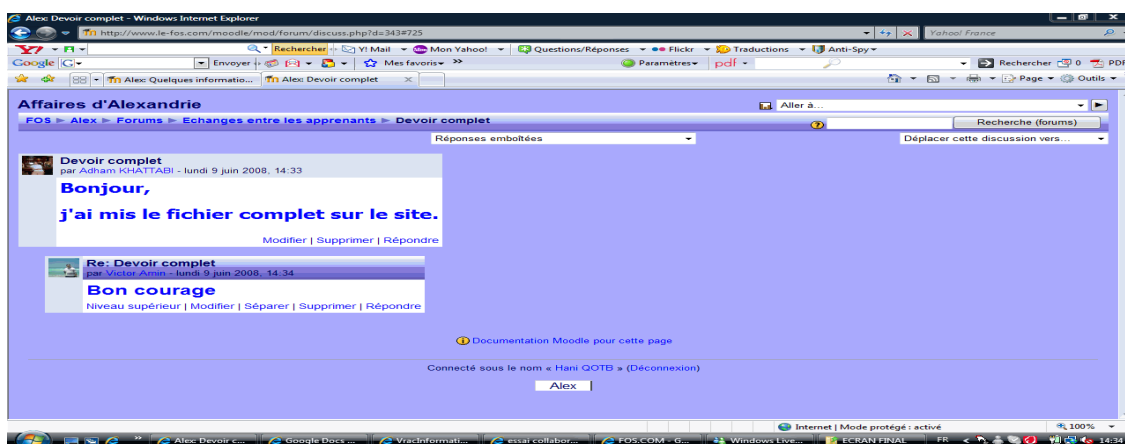 Alex: Devoir complet - Windows Internet Explorer
http://www.le-fos.com/moodle/mod/forum/discuss.php?d=343#725
Yahoo! France
Rechercher Y! Mail Mon Yahoo! Questions/Réponses Flickr Traductions Anti-Spy
Google G Envoyer Mes favoris Paramètres pdf Rechercher 0 PDF
Alex: Quelques informatio... Alex: Devoir complet Page Outils
Affaires d'Alexandrie Aller à...
FOS ► Alex ► Forums ► Echanges entre les apprenants ► Devoir complet Recherche (forums)
Réponses emboîtées Déplacer cette discussion vers...
Devoir complet
par Adham KHATTABI - lundi 9 juin 2008, 14:33
Bonjour,
j'ai mis le fichier complet sur le site.
Modifier | Supprimer | Répondre
Re: Devoir complet
par Victor Amin - lundi 9 juin 2008, 14:34
Bon courage
Niveau supérieur | Modifier | Séparer | Supprimer | Répondre
Documentation Moodle pour cette page
Connecté sous le nom « Hani QOTB » (Déconnexion)
Alex
Internet | Mode protégé : activé 100%
Alex: Devoir c... Google Docs ... VracInformati... essai collabor... FOS.COM - G... Windows Live... ECRAN FINAL FR 14:34